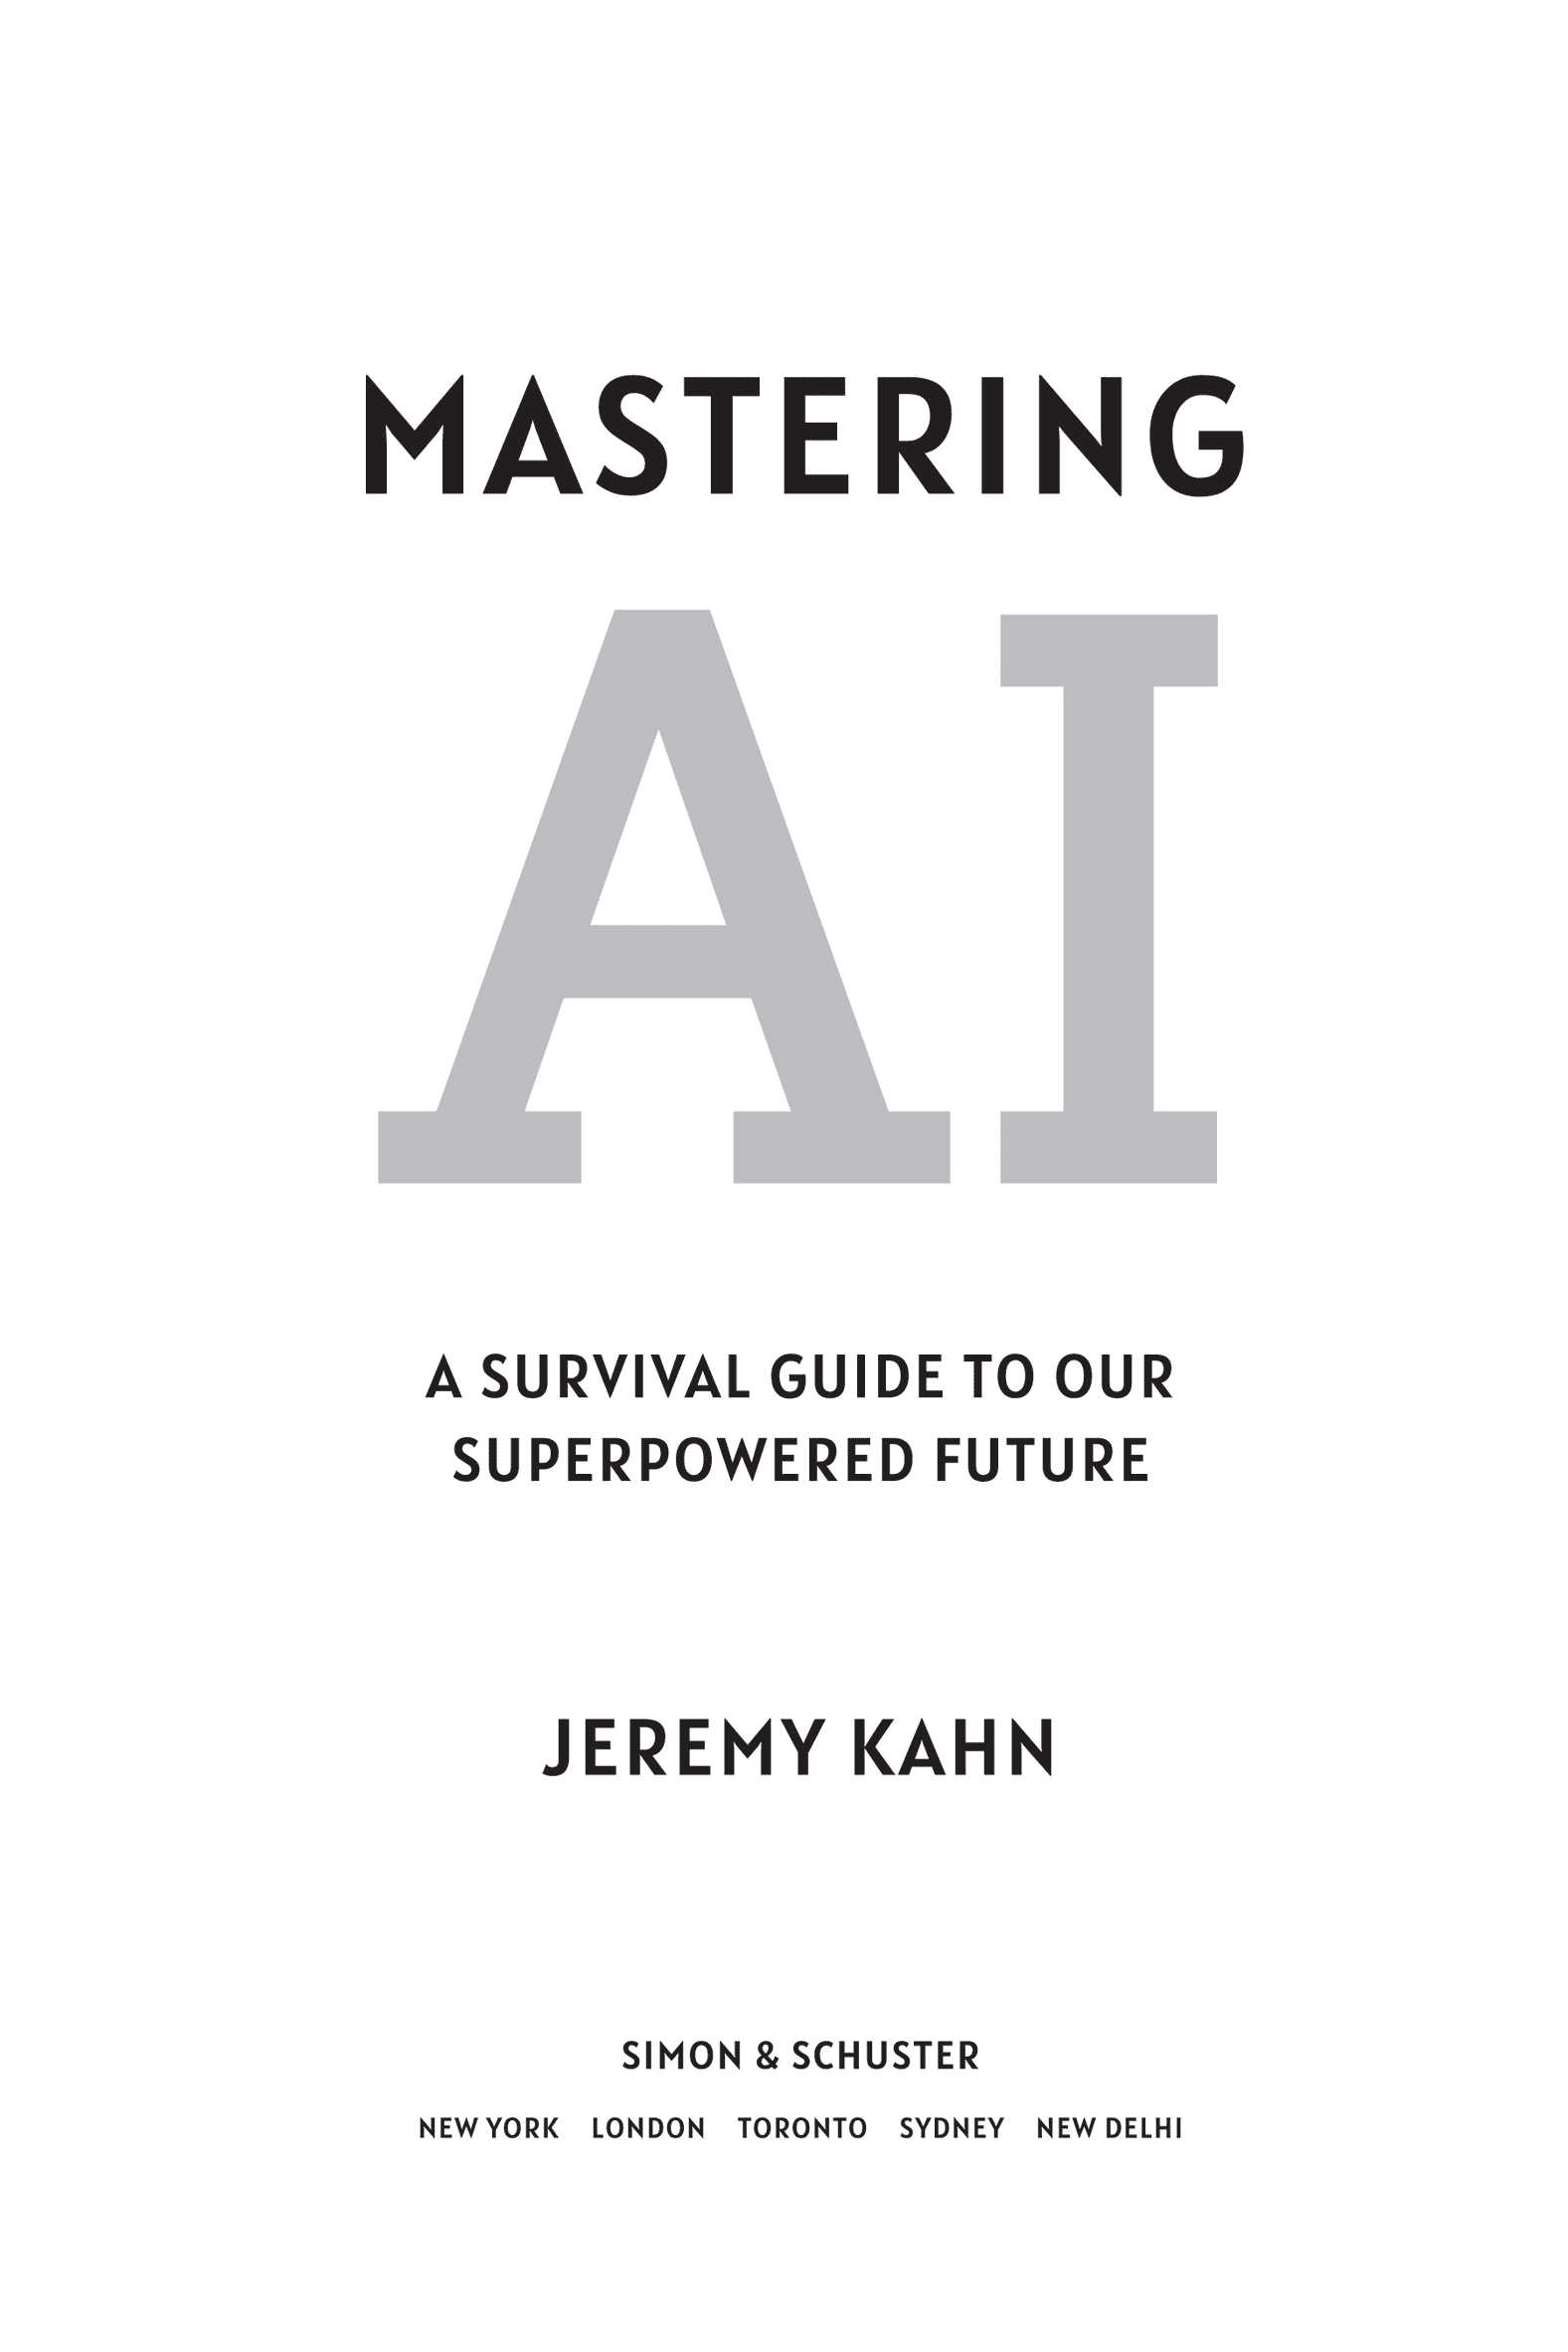 MASTERING
AI
A SURVIVAL GUIDE TO OUR
SUPERPOWERED FUTURE
JEREMY KAHN
SIMON & SCHUSTER
NEW YORK LONDON TORONTO SYDNEY NEW DELHI